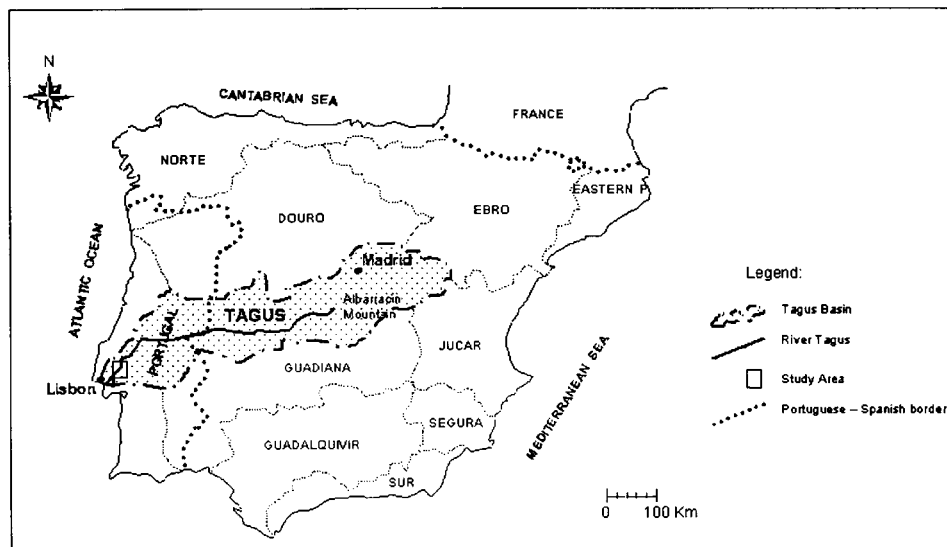 N
CANTABRIAN SEA
FRANCE
NORTE
EASTERN P.
DOURO
EBRO
ATLANTIC OCEAN
Madrid
Albarracin
Mountain
TAGUS
PORTUGAL
Lisbon
GUADIANA
JUCAR
MEDITERRANEAN SEA
SEGURA
GUADALQUIVIR
SUR
0 100 Km
Legend:
Tagus Basin
River Tagus
Study Area
Portuguese – Spanish border